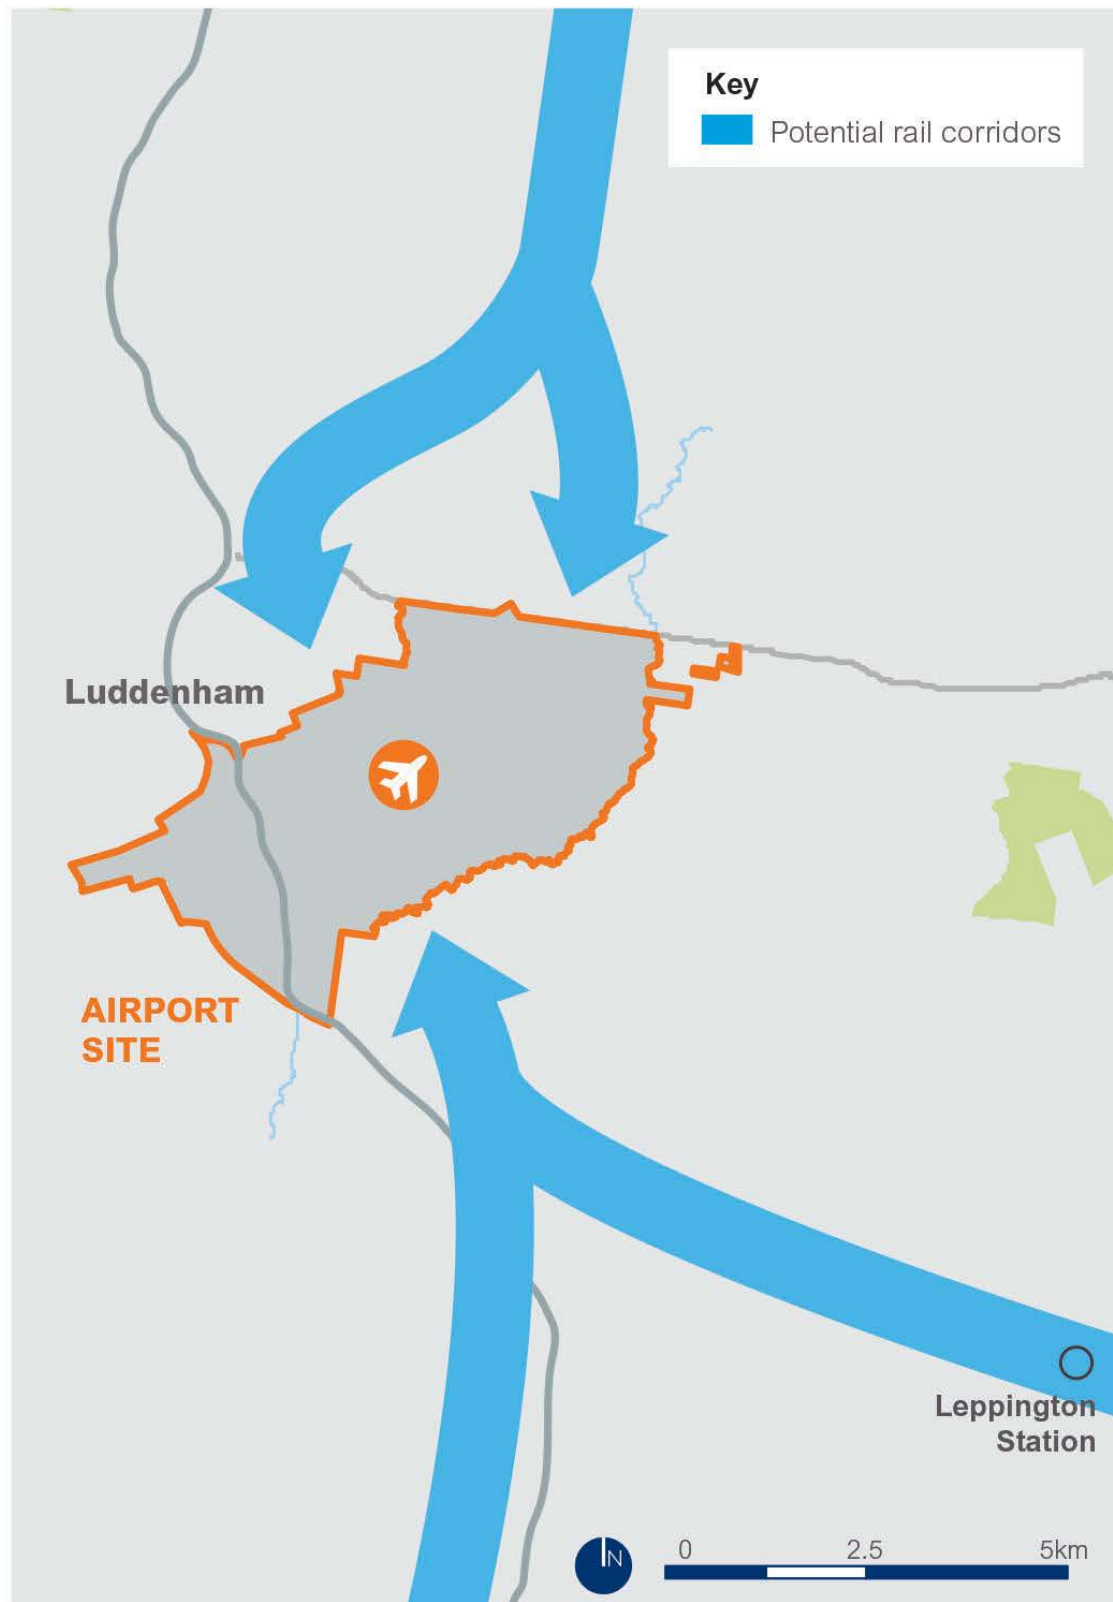 Key
Potential rail corridors
Luddenham
AIRPORT
SITE
Leppington
Station
N
0 2.5 5km